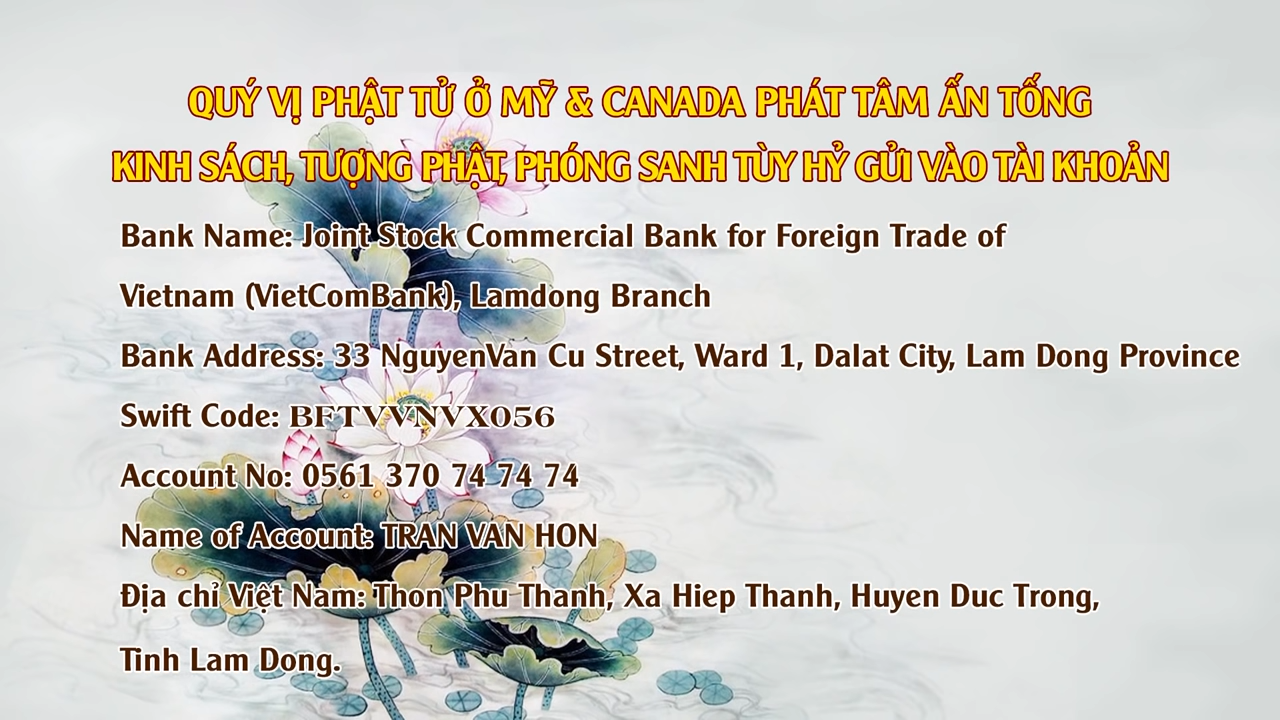 QUÝ VỊ PHẬT TỬ Ở MỸ & CANADA PHÁT TÂM ẤN TỐNG
KINH SÁCH, TƯỢNG PHẬT, PHÓNG SANH TÙY HỶ GỬI VÀO TÀI KHOẢN
Bank Name: Joint Stock Commercial Bank for Foreign Trade of
Vietnam (VietComBank), Lamdong Branch
Bank Address: 33 NguyenVan Cu Street, Ward 1, Dalat City, Lam Dong Province
Swift Code: BFTVVNVX056
Account No: 0561 370 74 74 74
Name of Account: TRAN VAN HON
Địa chỉ Việt Nam: Thon Phu Thanh, Xa Hiep Thanh, Huyen Duc Trong,
Tinh Lam Dong.